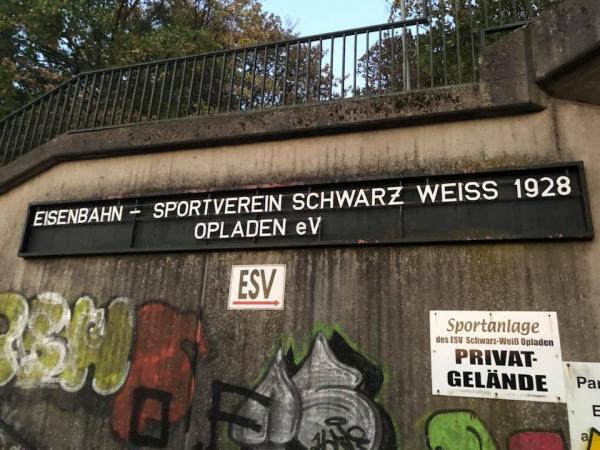 EISENBAHN - SPORTVEREIN SCHWARZ WEISS 1928
OPLADEN eV
ESV
Sportanlage
des ESV Schwarz-Weiß Opladen
PRIVAT-
GELÄNDE